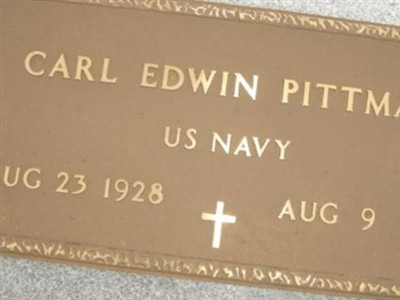 CARL EDWIN PITTMA
US NAVY
UG 23 1928 AUG 9